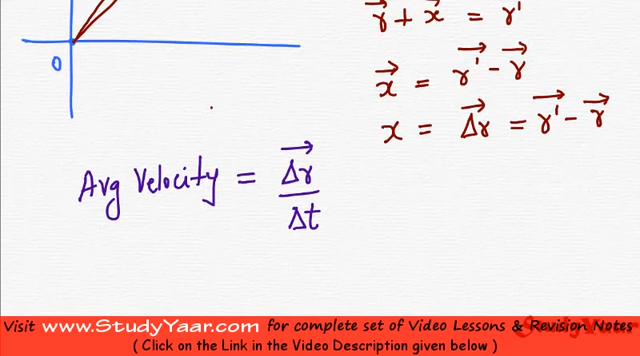 r⃗ + x⃗ = r'
x⃗ = r⃗' - r⃗
x = Δr⃗ = r⃗' - r⃗
0
Avg Velocity = Δr⃗ / Δt
StudyYaar
Visit www.StudyYaar.com for complete set of Video Lessons & Revision Notes
( Click on the Link in the Video Description given below )